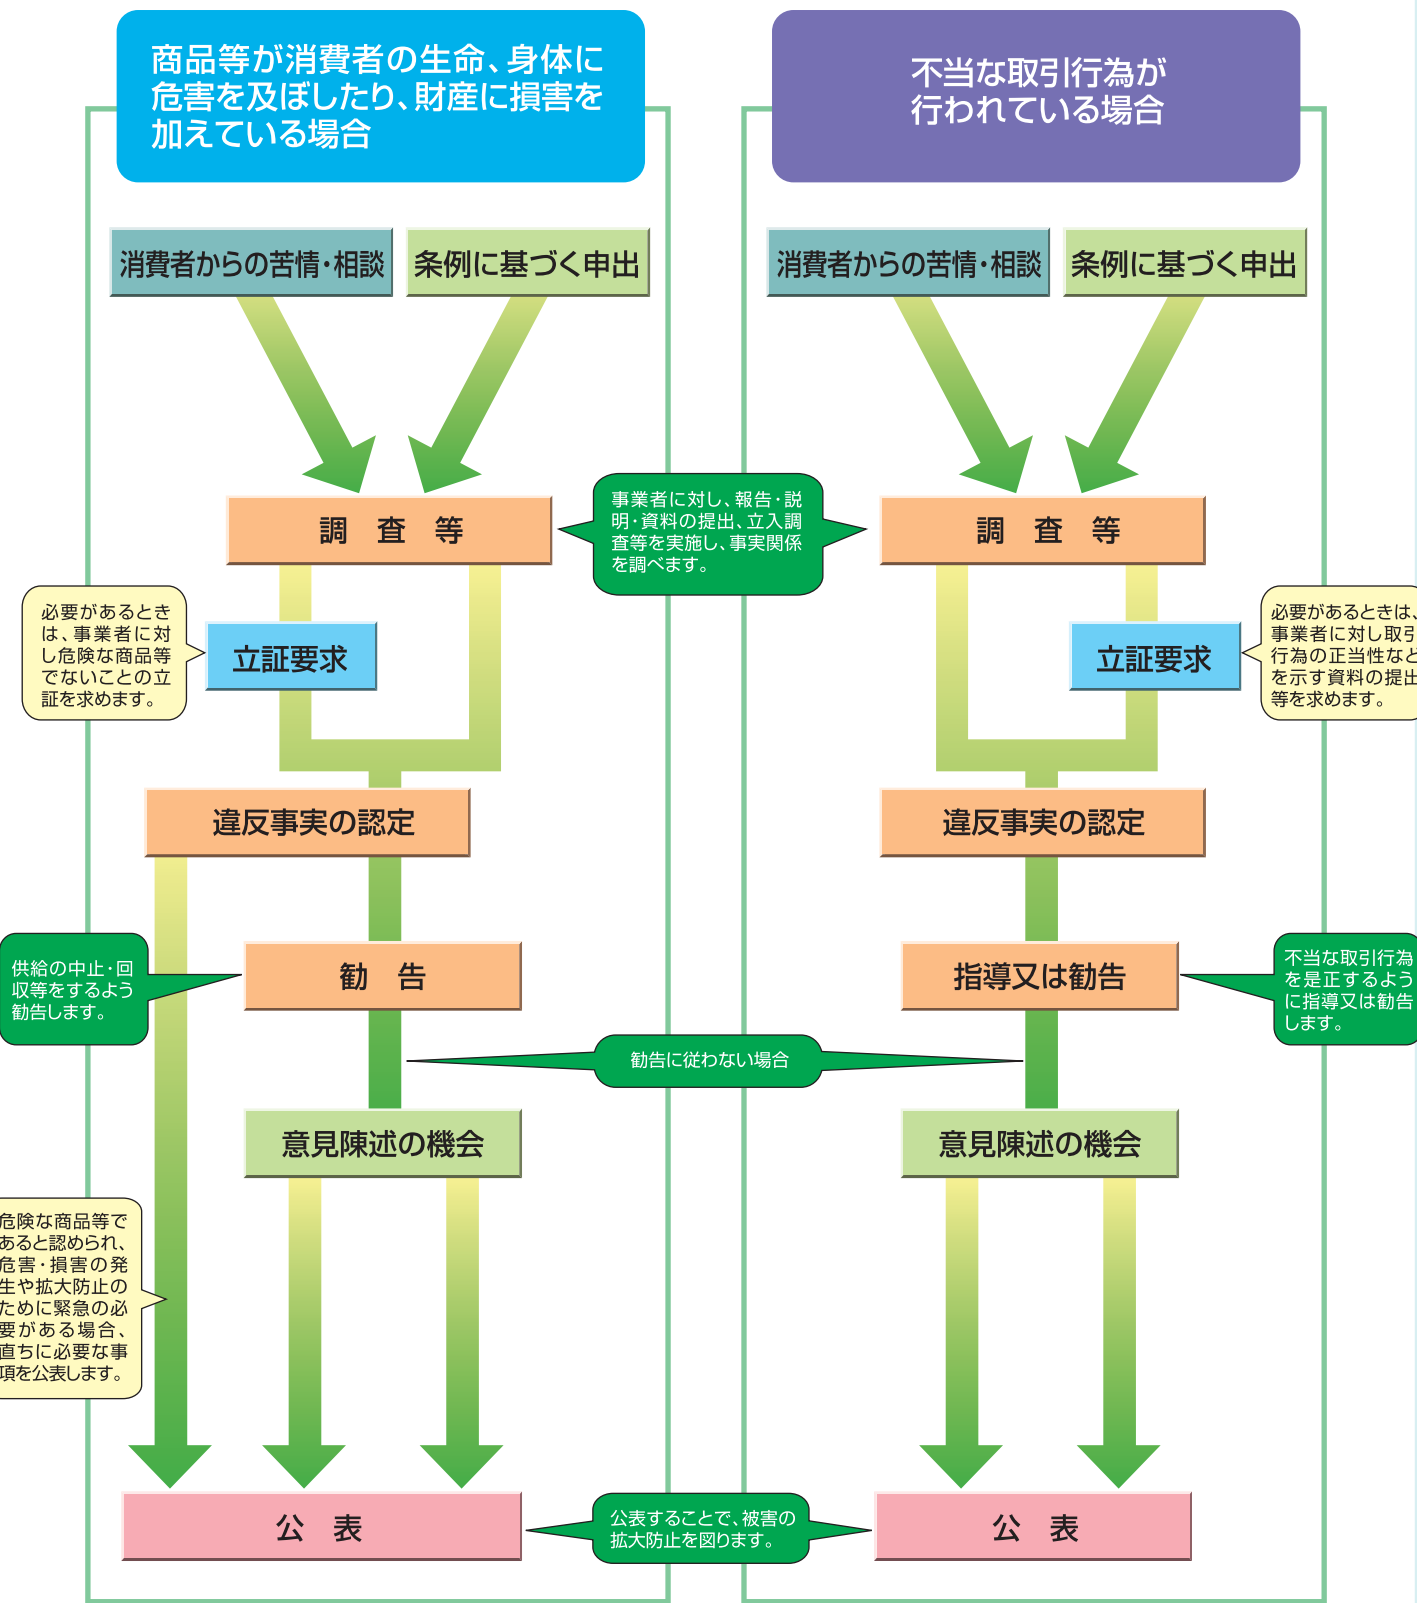 商品等が消費者の生命、身体に
危害を及ぼしたり、財産に損害を
加えている場合
不当な取引行為が
行われている場合
消費者からの苦情・相談
条例に基づく申出
消費者からの苦情・相談
条例に基づく申出
調　査　等
事業者に対し、報告・説
明・資料の提出、立入調
査等を実施し、事実関係
を調べます。
調　査　等
必要があるとき
は、事業者に対
し危険な商品等
でないことの立
証を求めます。
立証要求
立証要求
必要があるときは、
事業者に対し取引
行為の正当性など
を示す資料の提出
等を求めます。
違反事実の認定
違反事実の認定
供給の中止・回
収等をするよう
勧告します。
勧　告
指導又は勧告
不当な取引行為
を是正するよう
に指導又は勧告
します。
勧告に従わない場合
意見陳述の機会
意見陳述の機会
危険な商品等で
あると認められ、
危害・損害の発
生や拡大防止の
ために緊急の必
要がある場合、
直ちに必要な事
項を公表します。
公　表
公表することで、被害の
拡大防止を図ります。
公　表